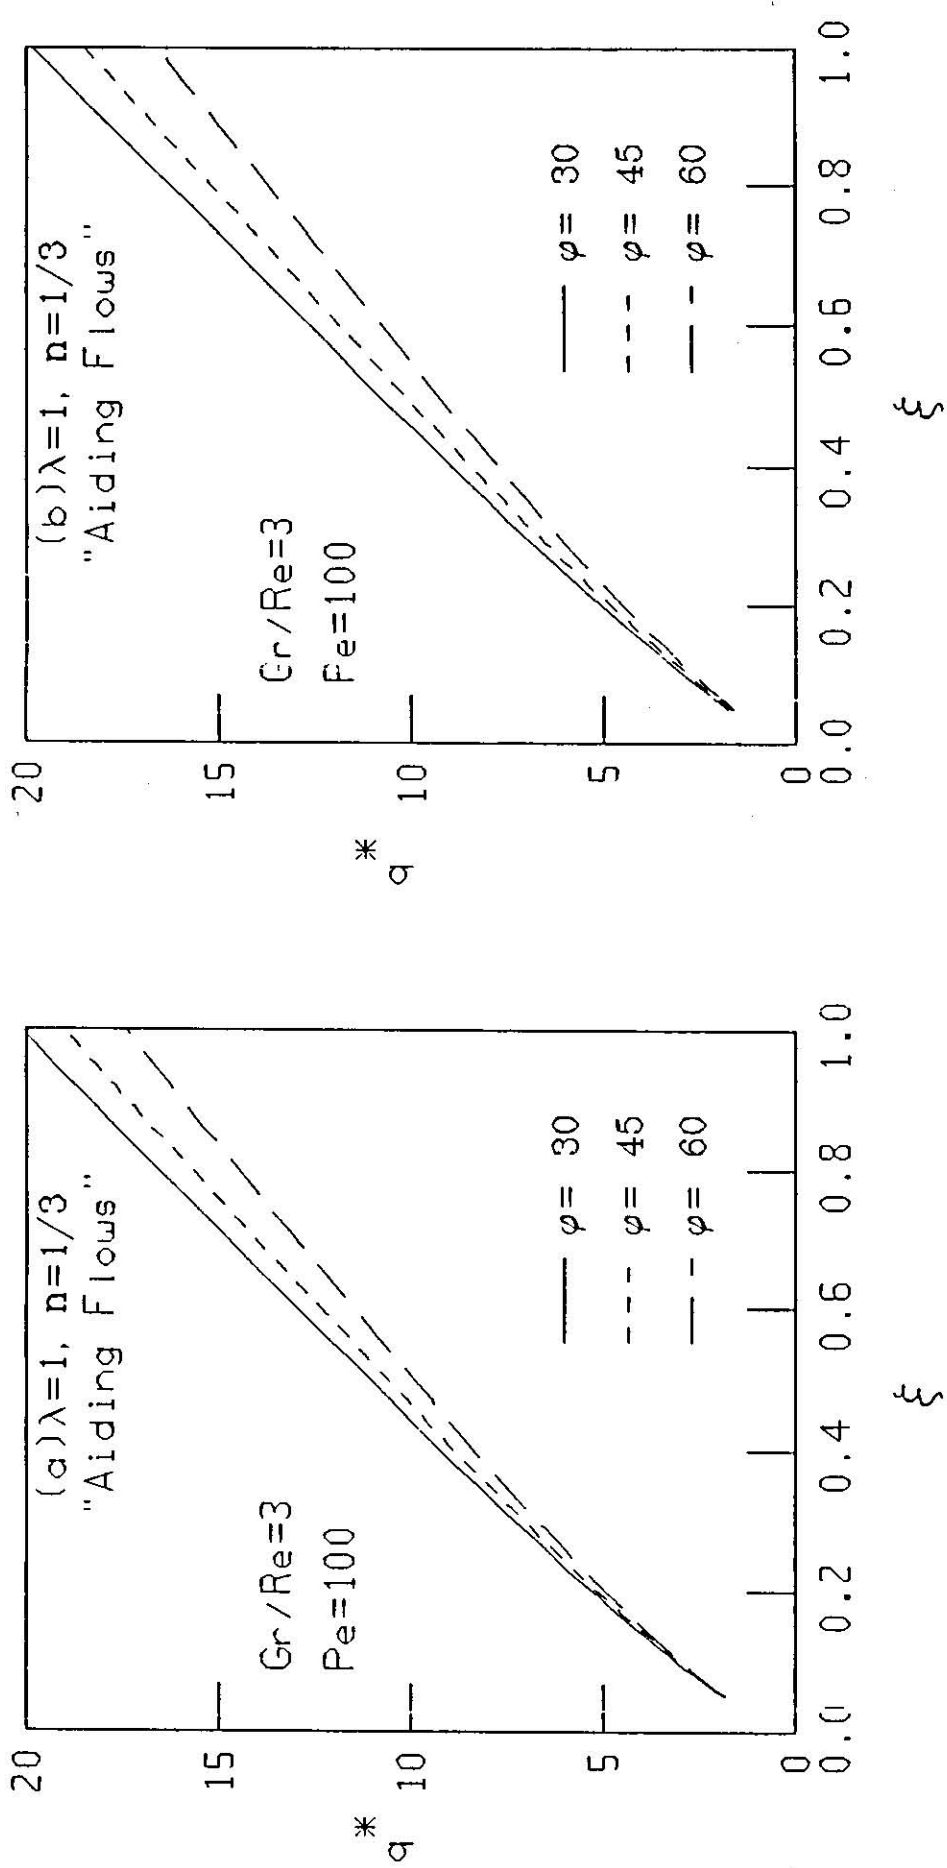 (a)λ=1, n=1/3
"Aiding Flows"
Gr/Re=3
Pe=100
φ= 30
φ= 45
φ= 60
20
15
10
5
0
q*
0.0 0.2 0.4 0.6 0.8 1.0
ξ
(b)λ=1, n=1/3
"Aiding Flows"
Gr/Re=3
Pe=100
φ= 30
φ= 45
φ= 60
20
15
10
5
0
q*
0.0 0.2 0.4 0.6 0.8 1.0
ξ